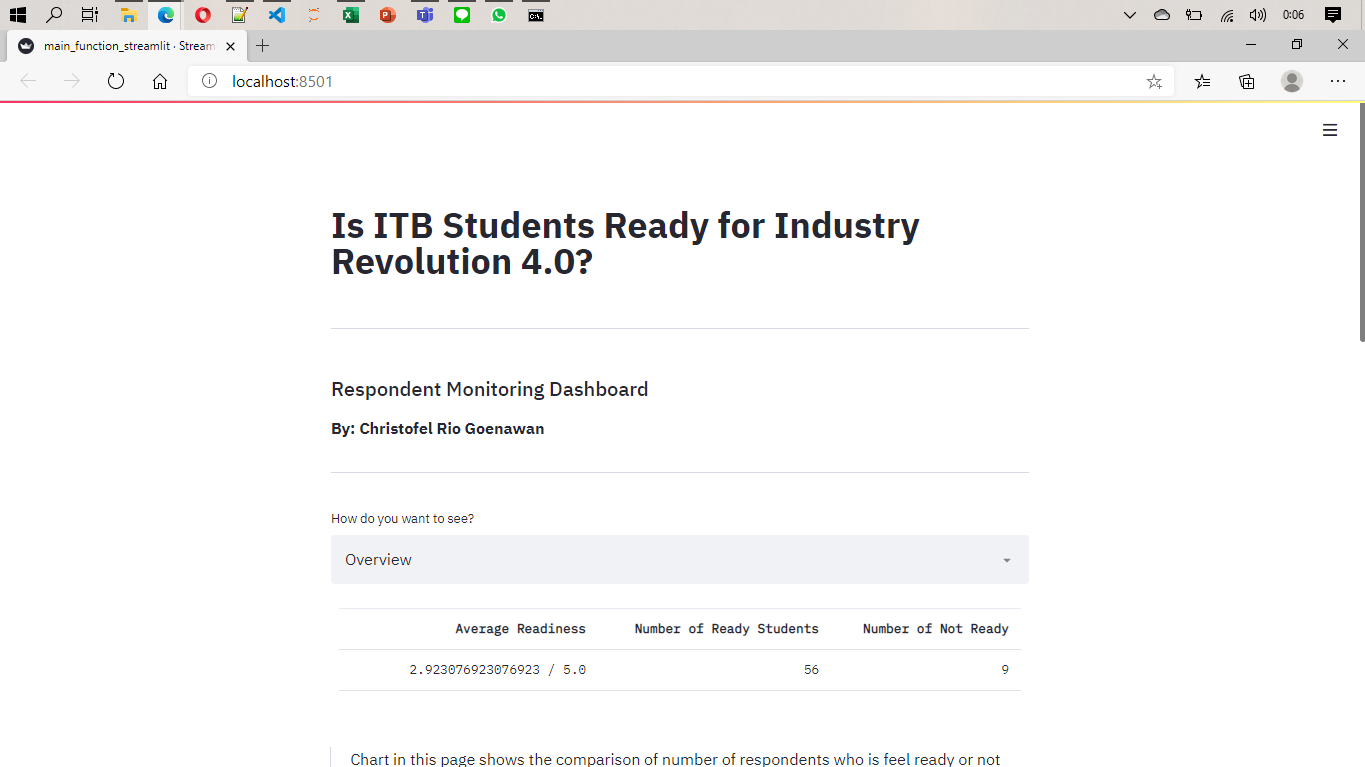 0:06
main_function_streamlit · Stream
localhost:8501
Is ITB Students Ready for Industry
Revolution 4.0?
Respondent Monitoring Dashboard
By: Christofel Rio Goenawan
How do you want to see?
Overview
Average Readiness Number of Ready Students Number of Not Ready
2.923076923076923 / 5.0 56 9
Chart in this page shows the comparison of number of respondents who is feel ready or not